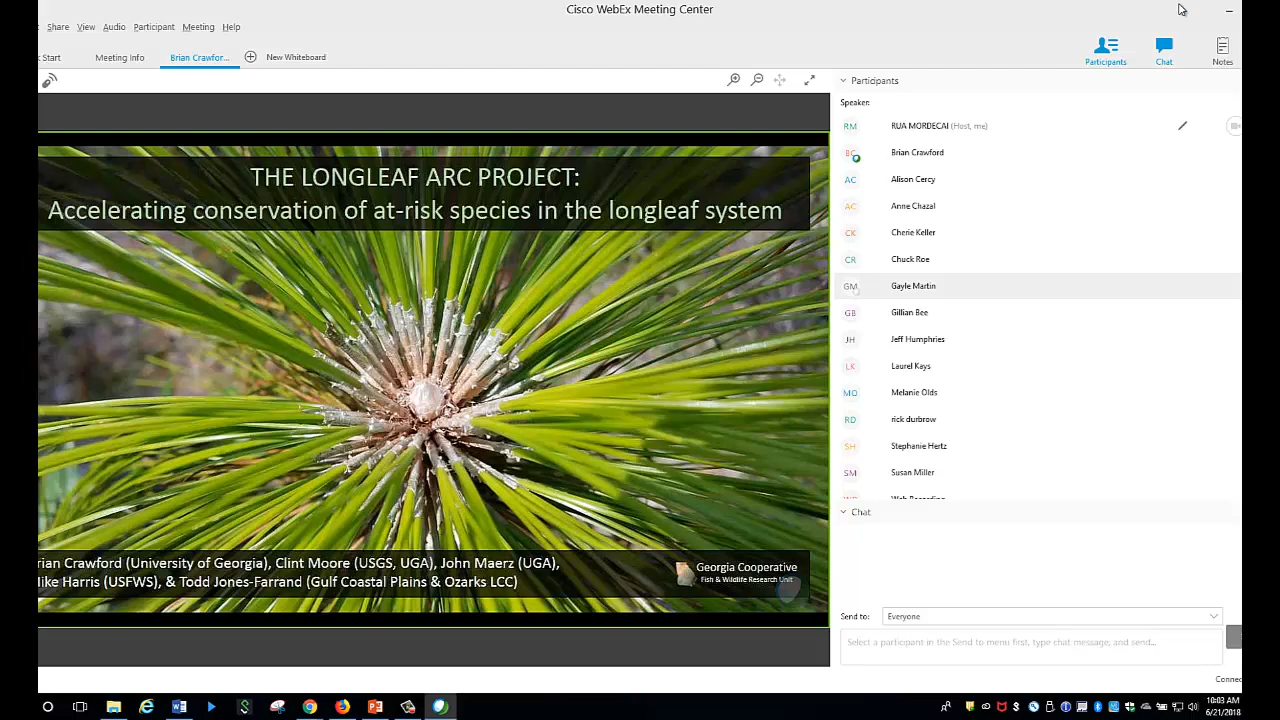 Cisco WebEx Meeting Center
Share View Audio Participant Meeting Help
k Start Meeting Info Brian Crawfor... New Whiteboard
Participants Chat Notes
Participants
Speaker:
RM RUA MORDECAI (Host, me)
BC Brian Crawford
AC Alison Cercy
AC Anne Chazal
CK Cherie Keller
CR Chuck Roe
GM Gayle Martin
GB Gillian Bee
JH Jeff Humphries
LK Laurel Kays
MO Melanie Olds
RD rick durbrow
SH Stephanie Hertz
SM Susan Miller
Web Recording
THE LONGLEAF ARC PROJECT:
Accelerating conservation of at-risk species in the longleaf system
rian Crawford (University of Georgia), Clint Moore (USGS, UGA), John Maerz (UGA),
ike Harris (USFWS), & Todd Jones-Farrand (Gulf Coastal Plains & Ozarks LCC)
Georgia Cooperative
Fish & Wildlife Research Unit
Chat
Send to: Everyone
Select a participant in the Send to menu first, type chat message, and send...
Connec
10:03 AM
6/21/2018